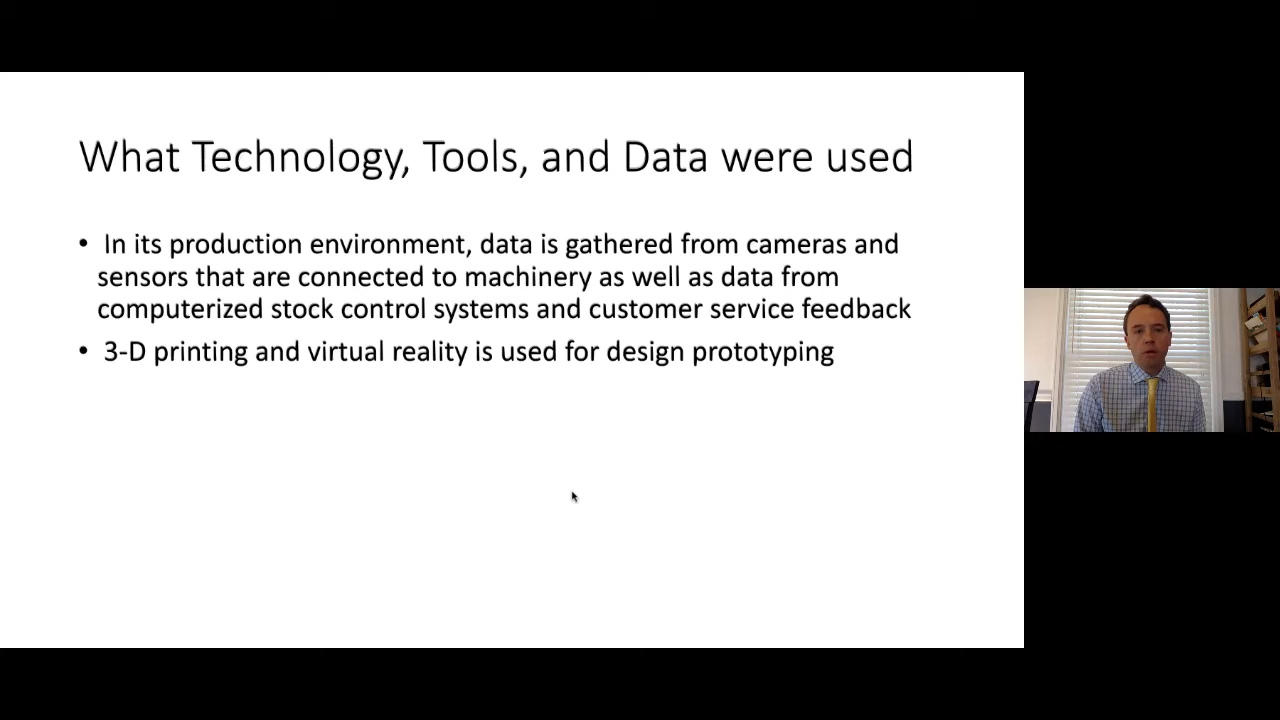 What Technology, Tools, and Data were used
• In its production environment, data is gathered from cameras and
sensors that are connected to machinery as well as data from
computerized stock control systems and customer service feedback
• 3-D printing and virtual reality is used for design prototyping